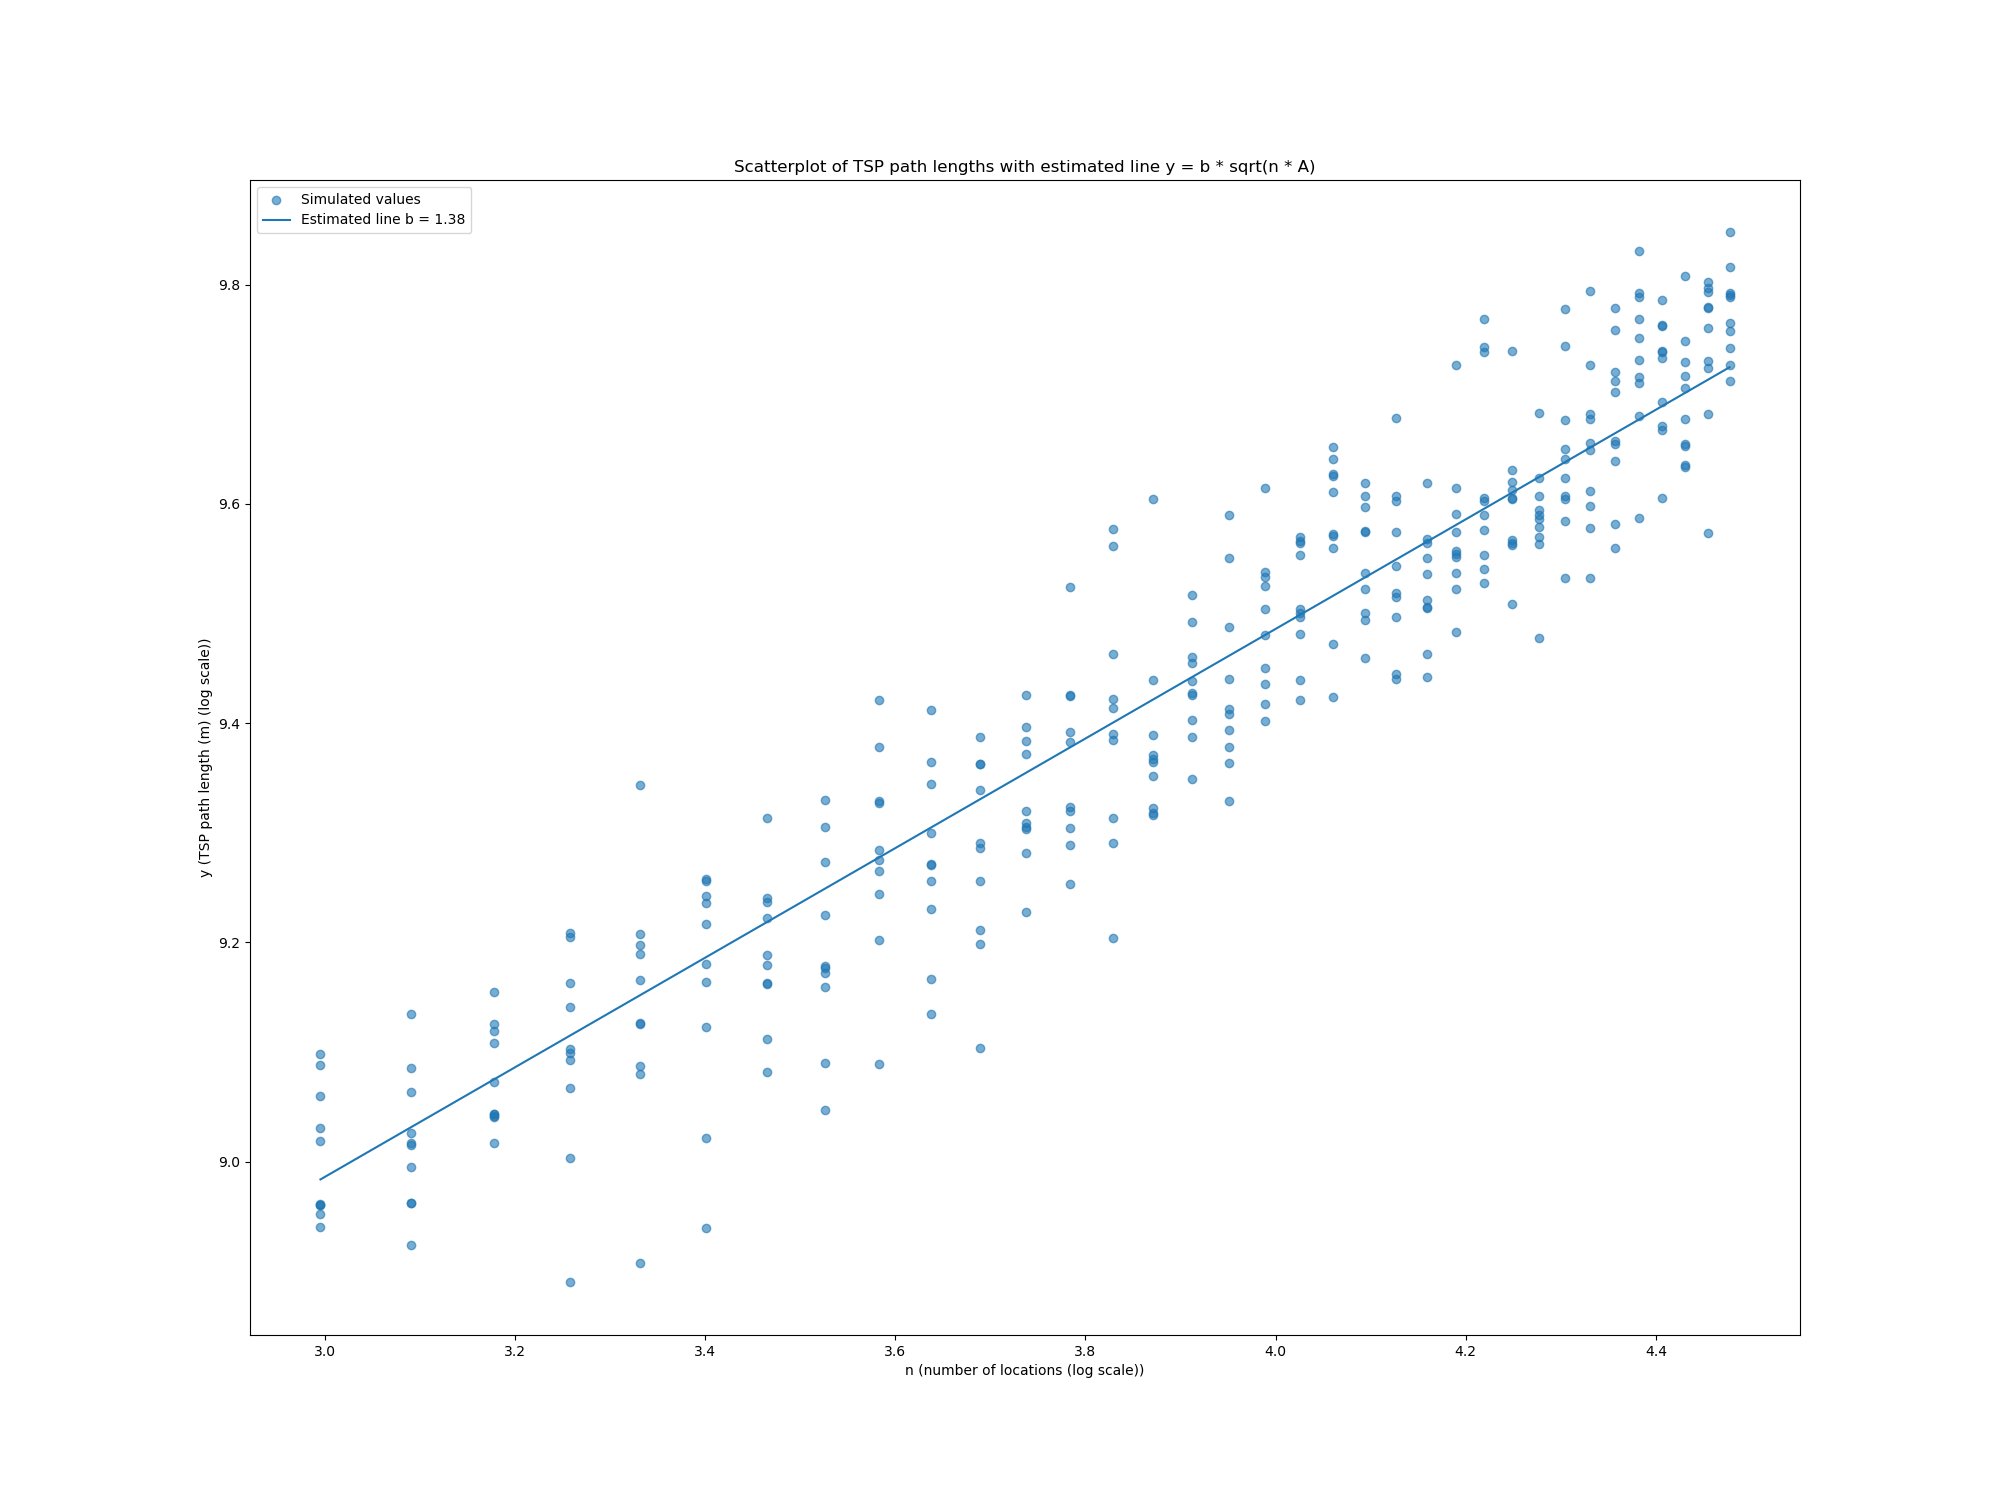 Scatterplot of TSP path lengths with estimated line y = b * sqrt(n * A)
Simulated values
Estimated line b = 1.38
9.8
9.6
9.4
9.2
9.0
y (TSP path length (m) (log scale))
3.0 3.2 3.4 3.6 3.8 4.0 4.2 4.4
n (number of locations (log scale))